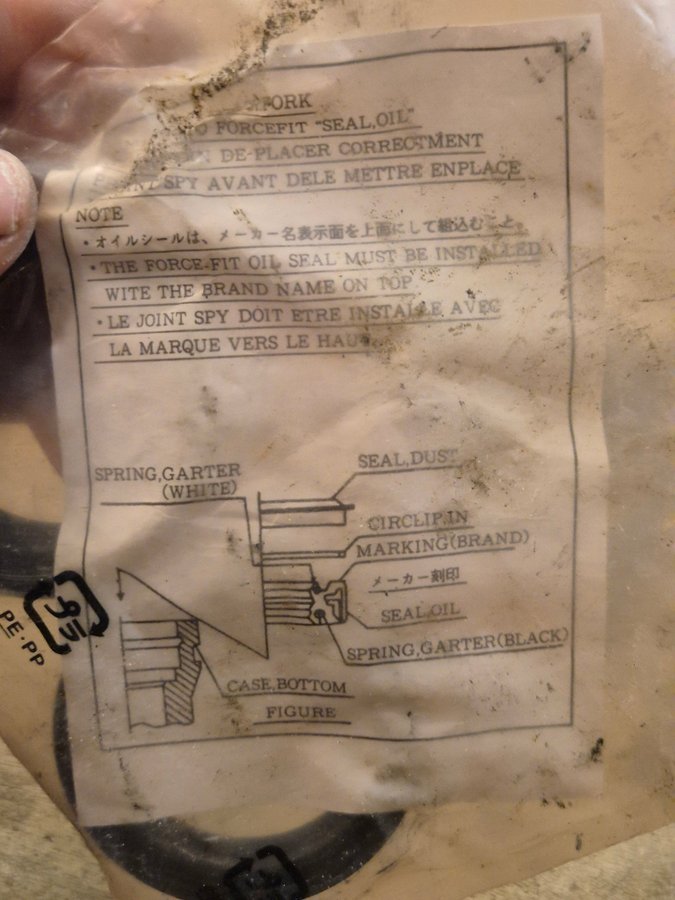 FORK
FORCEFIT "SEAL,OIL"
DE-PLACER CORRECTMENT
SPY AVANT DELE METTRE ENPLACE
NOTE
・オイルシールは、メーカー名表示面を上面にして組込むこと。
・THE FORCE-FIT OIL SEAL MUST BE INSTALLED
WITE THE BRAND NAME ON TOP
・LE JOINT SPY DOIT ETRE INSTALLE AVEC
LA MARQUE VERS LE HAUT
SPRING,GARTER
(WHITE)
SEAL,DUST
CIRCLIP,IN
MARKING(BRAND)
メーカー刻印
SEAL,OIL
SPRING,GARTER(BLACK)
CASE,BOTTOM
FIGURE
プラ
PE・PP